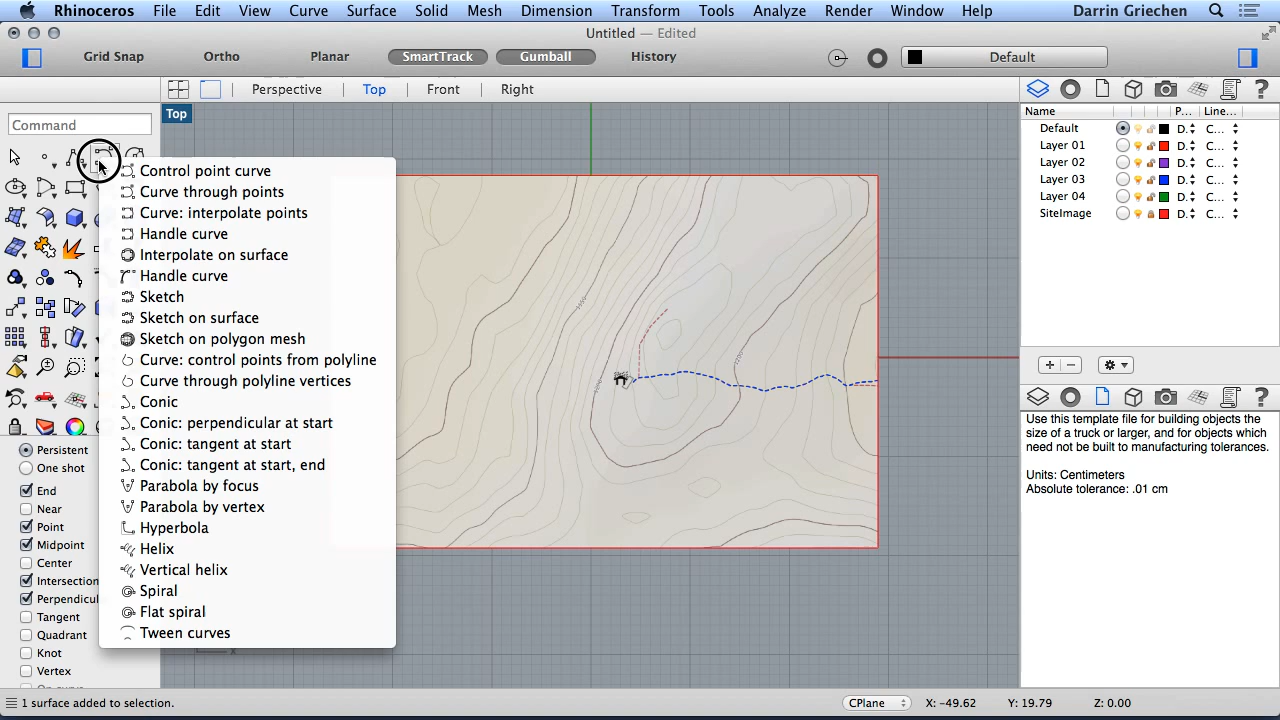 Rhinoceros File Edit View Curve Surface Solid Mesh Dimension Transform Tools Analyze Render Window Help Darrin Griechen
Untitled — Edited
Grid Snap Ortho Planar SmartTrack Gumball History Default
Perspective Top Front Right
Top
Command
Control point curve
Curve through points
Curve: interpolate points
Handle curve
Interpolate on surface
Handle curve
Sketch
Sketch on surface
Sketch on polygon mesh
Curve: control points from polyline
Curve through polyline vertices
Conic
Conic: perpendicular at start
Conic: tangent at start
Conic: tangent at start, end
Parabola by focus
Parabola by vertex
Hyperbola
Helix
Vertical helix
Spiral
Flat spiral
Tween curves
Persistent
One shot
End
Near
Point
Midpoint
Center
Intersection
Perpendicul
Tangent
Quadrant
Knot
Vertex
x
Name P... Line...
Default D. C...
Layer 01 D. C...
Layer 02 D. C...
Layer 03 D. C...
Layer 04 D. C...
SiteImage D. C...
Use this template file for building objects the
size of a truck or larger, and for objects which
need not be built to manufacturing tolerances.
Units: Centimeters
Absolute tolerance: .01 cm
1 surface added to selection. CPlane X: -49.62 Y: 19.79 Z: 0.00